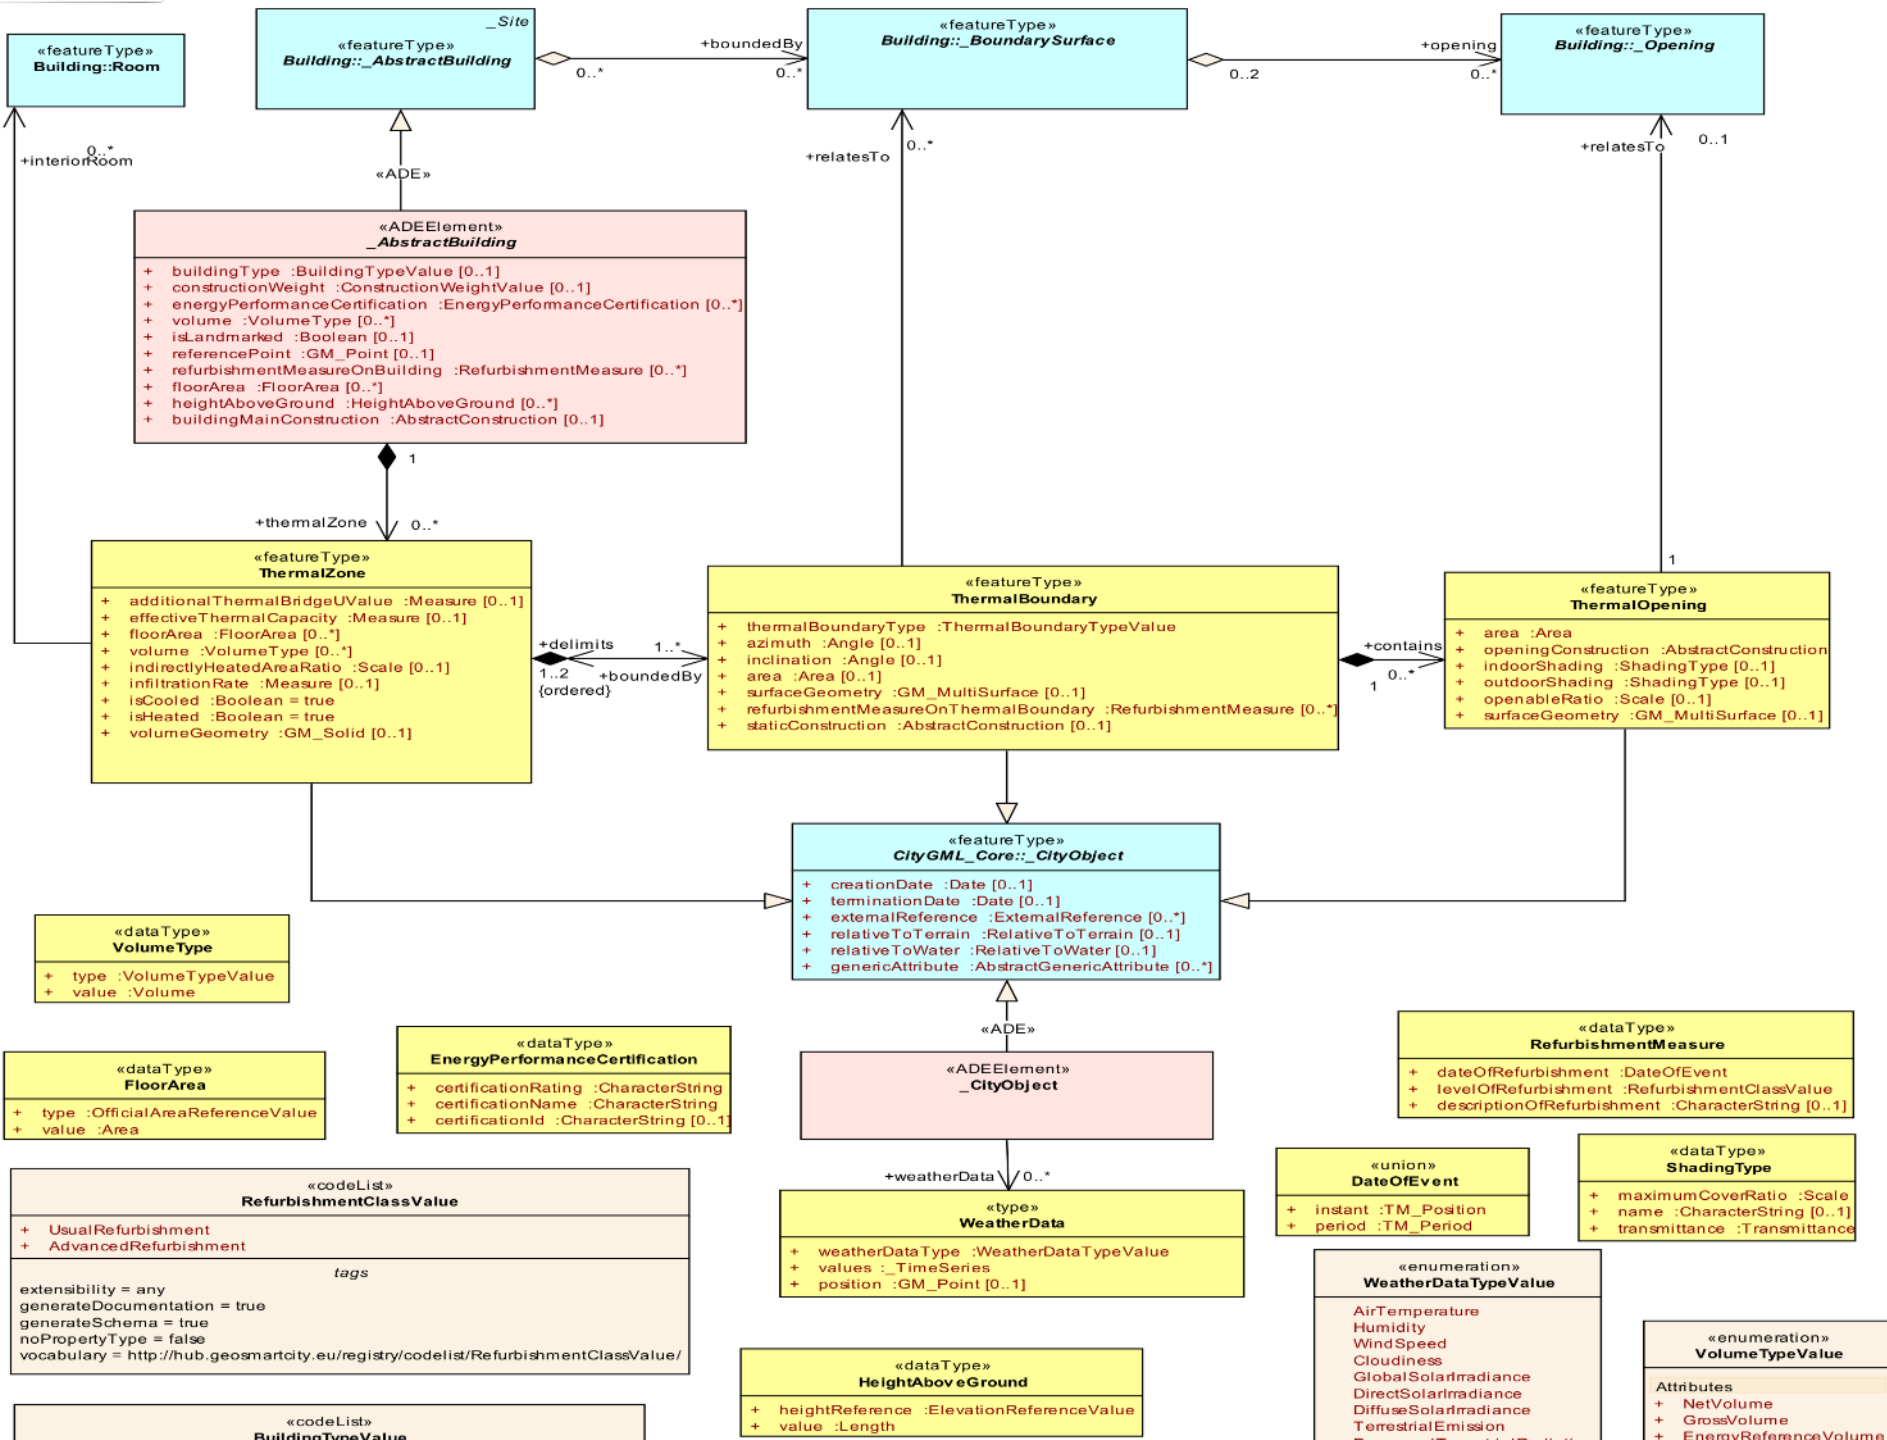 _Site
«featureType»
Building::Room
«featureType»
Building::_AbstractBuilding
0..*
+boundedBy
0..*
«featureType»
Building::_BoundarySurface
0..2
+opening
0..*
«featureType»
Building::_Opening
0..*
+interiorRoom
«ADE»
+relatesTo
0..*
+relatesTo
0..1
«ADEElement»
_AbstractBuilding
+ buildingType :BuildingTypeValue [0..1]
+ constructionWeight :ConstructionWeightValue [0..1]
+ energyPerformanceCertification :EnergyPerformanceCertification [0..*]
+ volume :VolumeType [0..*]
+ isLandmarked :Boolean [0..1]
+ referencePoint :GM_Point [0..1]
+ refurbishmentMeasureOnBuilding :RefurbishmentMeasure [0..*]
+ floorArea :FloorArea [0..*]
+ heightAboveGround :HeightAboveGround [0..*]
+ buildingMainConstruction :AbstractConstruction [0..1]
1
+thermalZone
0..*
«featureType»
ThermalZone
+ additionalThermalBridgeUValue :Measure [0..1]
+ effectiveThermalCapacity :Measure [0..1]
+ floorArea :FloorArea [0..*]
+ volume :VolumeType [0..*]
+ indirectlyHeatedAreaRatio :Scale [0..1]
+ infiltrationRate :Measure [0..1]
+ isCooled :Boolean = true
+ isHeated :Boolean = true
+ volumeGeometry :GM_Solid [0..1]
+delimits
1..*
1..2
+boundedBy
{ordered}
«featureType»
ThermalBoundary
+ thermalBoundaryType :ThermalBoundaryTypeValue
+ azimuth :Angle [0..1]
+ inclination :Angle [0..1]
+ area :Area [0..1]
+ surfaceGeometry :GM_MultiSurface [0..1]
+ refurbishmentMeasureOnThermalBoundary :RefurbishmentMeasure [0..*]
+ staticConstruction :AbstractConstruction [0..1]
+contains
0..*
1
1
«featureType»
ThermalOpening
+ area :Area
+ openingConstruction :AbstractConstruction
+ indoorShading :ShadingType [0..1]
+ outdoorShading :ShadingType [0..1]
+ openableRatio :Scale [0..1]
+ surfaceGeometry :GM_MultiSurface [0..1]
«featureType»
CityGML_Core::_CityObject
+ creationDate :Date [0..1]
+ terminationDate :Date [0..1]
+ externalReference :ExternalReference [0..*]
+ relativeToTerrain :RelativeToTerrain [0..1]
+ relativeToWater :RelativeToWater [0..1]
+ genericAttribute :AbstractGenericAttribute [0..*]
«dataType»
VolumeType
+ type :VolumeTypeValue
+ value :Volume
«ADE»
«dataType»
FloorArea
+ type :OfficialAreaReferenceValue
+ value :Area
«dataType»
EnergyPerformanceCertification
+ certificationRating :CharacterString
+ certificationName :CharacterString
+ certificationId :CharacterString [0..1]
«ADEElement»
_CityObject
«dataType»
RefurbishmentMeasure
+ dateOfRefurbishment :DateOfEvent
+ levelOfRefurbishment :RefurbishmentClassValue
+ descriptionOfRefurbishment :CharacterString [0..1]
+weatherData
0..*
«codeList»
RefurbishmentClassValue
+ UsualRefurbishment
+ AdvancedRefurbishment
tags
extensibility = any
generateDocumentation = true
generateSchema = true
noPropertyType = false
vocabulary = http://hub.geosmartcity.eu/registry/codelist/RefurbishmentClassValue/
«type»
WeatherData
+ weatherDataType :WeatherDataTypeValue
+ values :_TimeSeries
+ position :GM_Point [0..1]
«union»
DateOfEvent
+ instant :TM_Position
+ period :TM_Period
«dataType»
ShadingType
+ maximumCoverRatio :Scale
+ name :CharacterString [0..1]
+ transmittance :Transmittance
«enumeration»
WeatherDataTypeValue
AirTemperature
Humidity
WindSpeed
Cloudiness
GlobalSolarIrradiance
DirectSolarIrradiance
DiffuseSolarIrradiance
TerrestrialEmission
«enumeration»
VolumeTypeValue
Attributes
+ NetVolume
+ GrossVolume
+ EnergyReferenceVolume
«dataType»
HeightAboveGround
+ heightReference :ElevationReferenceValue
+ value :Length
«codeList»
BuildingTypeValue